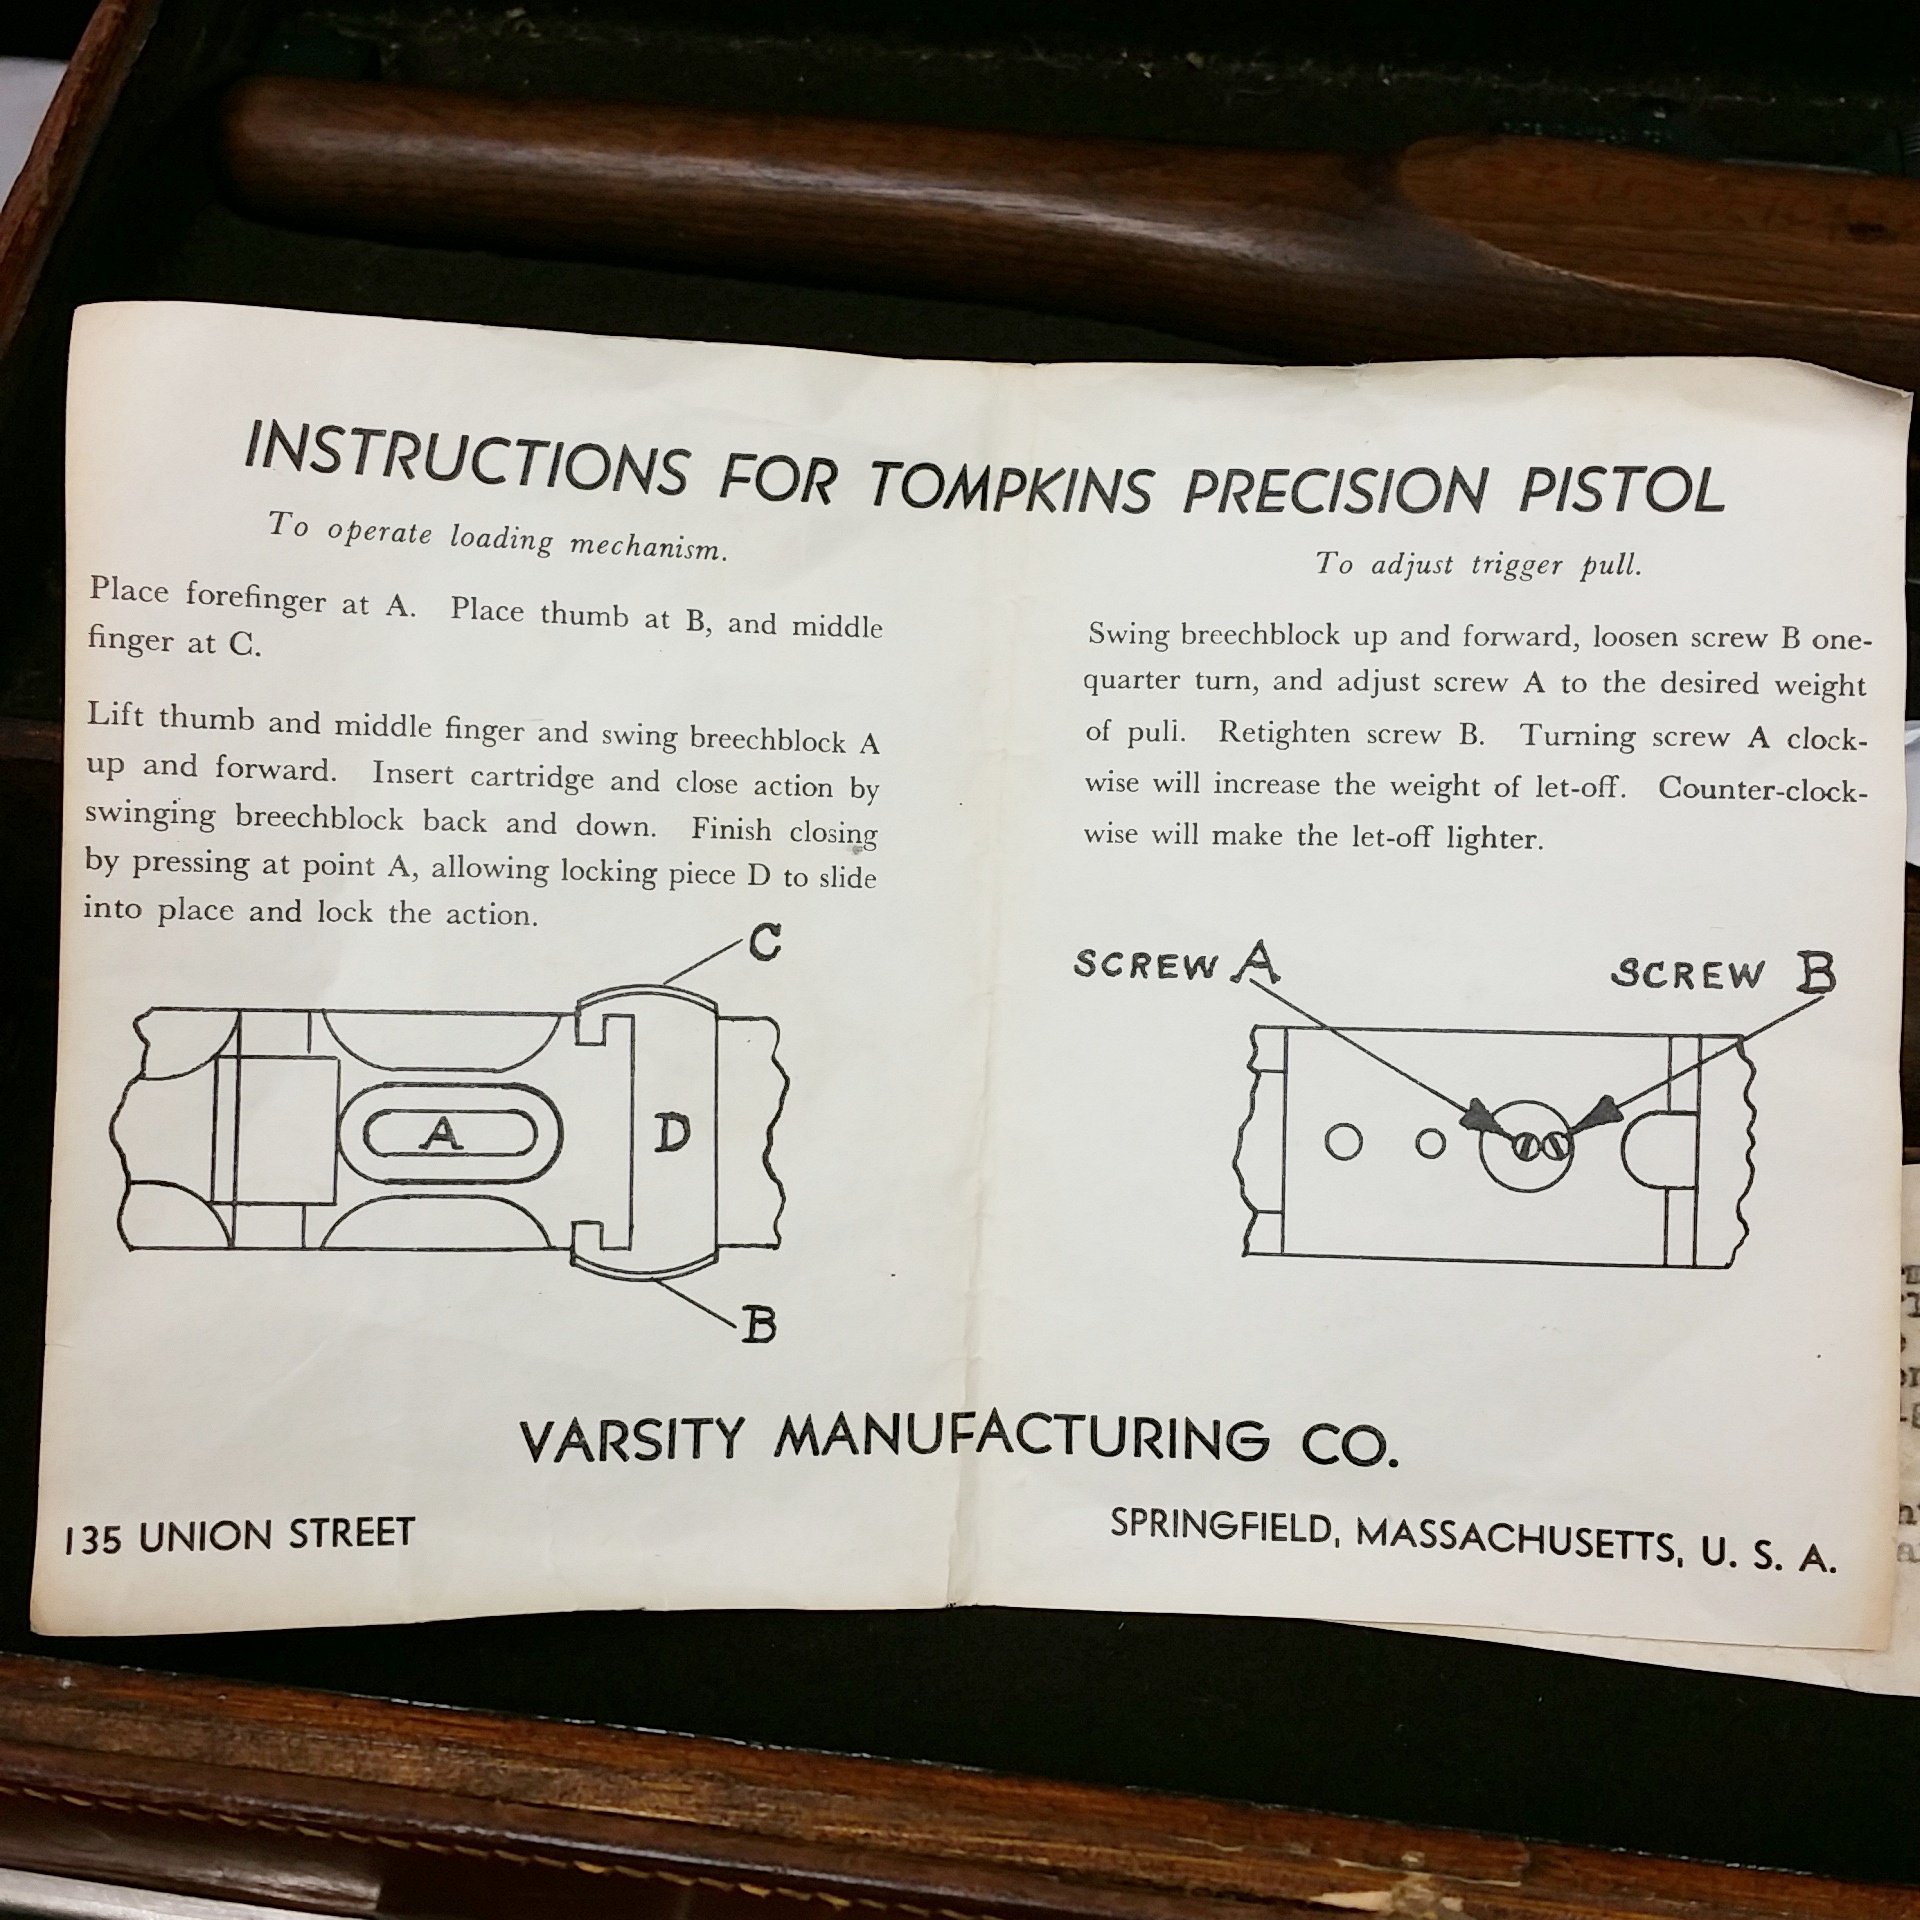 INSTRUCTIONS FOR TOMPKINS PRECISION PISTOL
To operate loading mechanism.
Place forefinger at A. Place thumb at B, and middle
finger at C.
Lift thumb and middle finger and swing breechblock A
up and forward. Insert cartridge and close action by
swinging breechblock back and down. Finish closing
by pressing at point A, allowing locking piece D to slide
into place and lock the action.
C
A
D
B
To adjust trigger pull.
Swing breechblock up and forward, loosen screw B one-
quarter turn, and adjust screw A to the desired weight
of pull. Retighten screw B. Turning screw A clock-
wise will increase the weight of let-off. Counter-clock-
wise will make the let-off lighter.
SCREW A
SCREW B
VARSITY MANUFACTURING CO.
135 UNION STREET
SPRINGFIELD, MASSACHUSETTS, U. S. A.